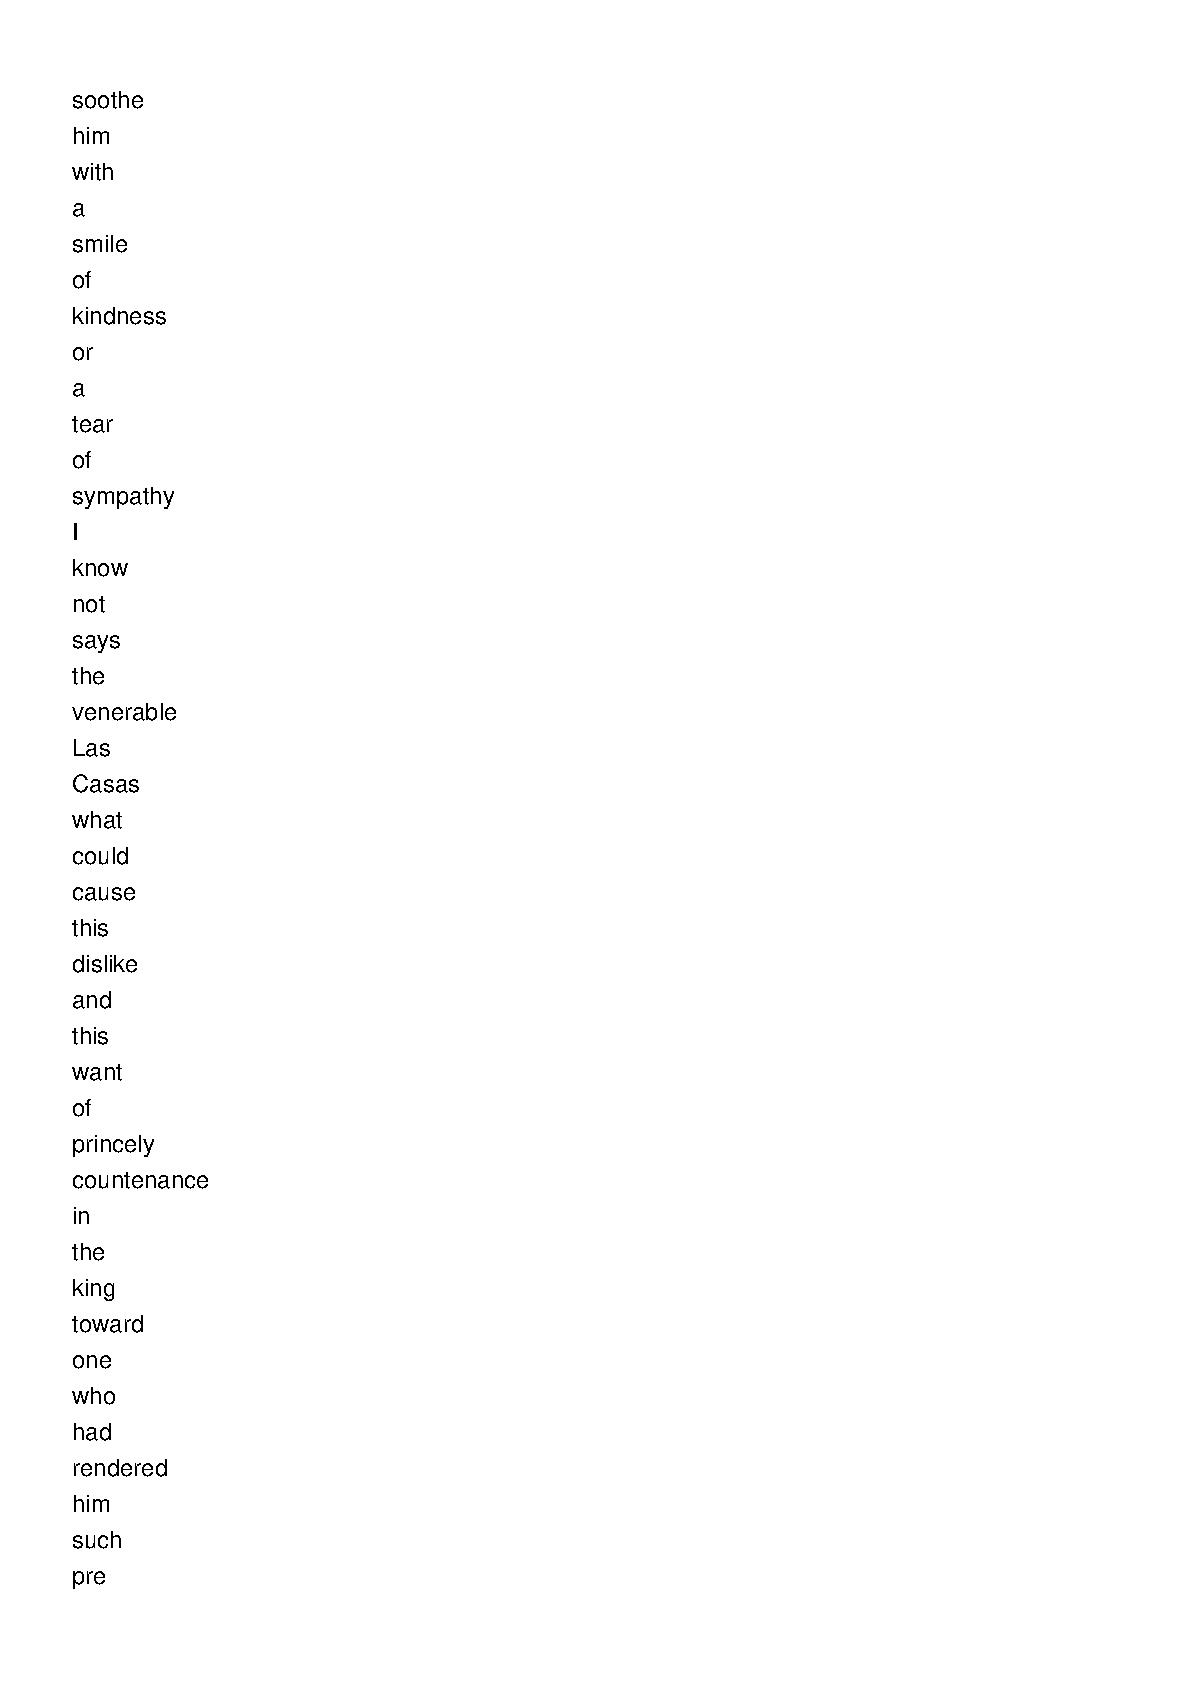 soothe
him
with
a
smile
of
kindness
or
a
tear
of
sympathy
I
know
not
says
the
venerable
Las
Casas
what
could
cause
this
dislike
and
this
want
of
princely
countenance
in
the
king
toward
one
who
had
rendered
him
such
pre